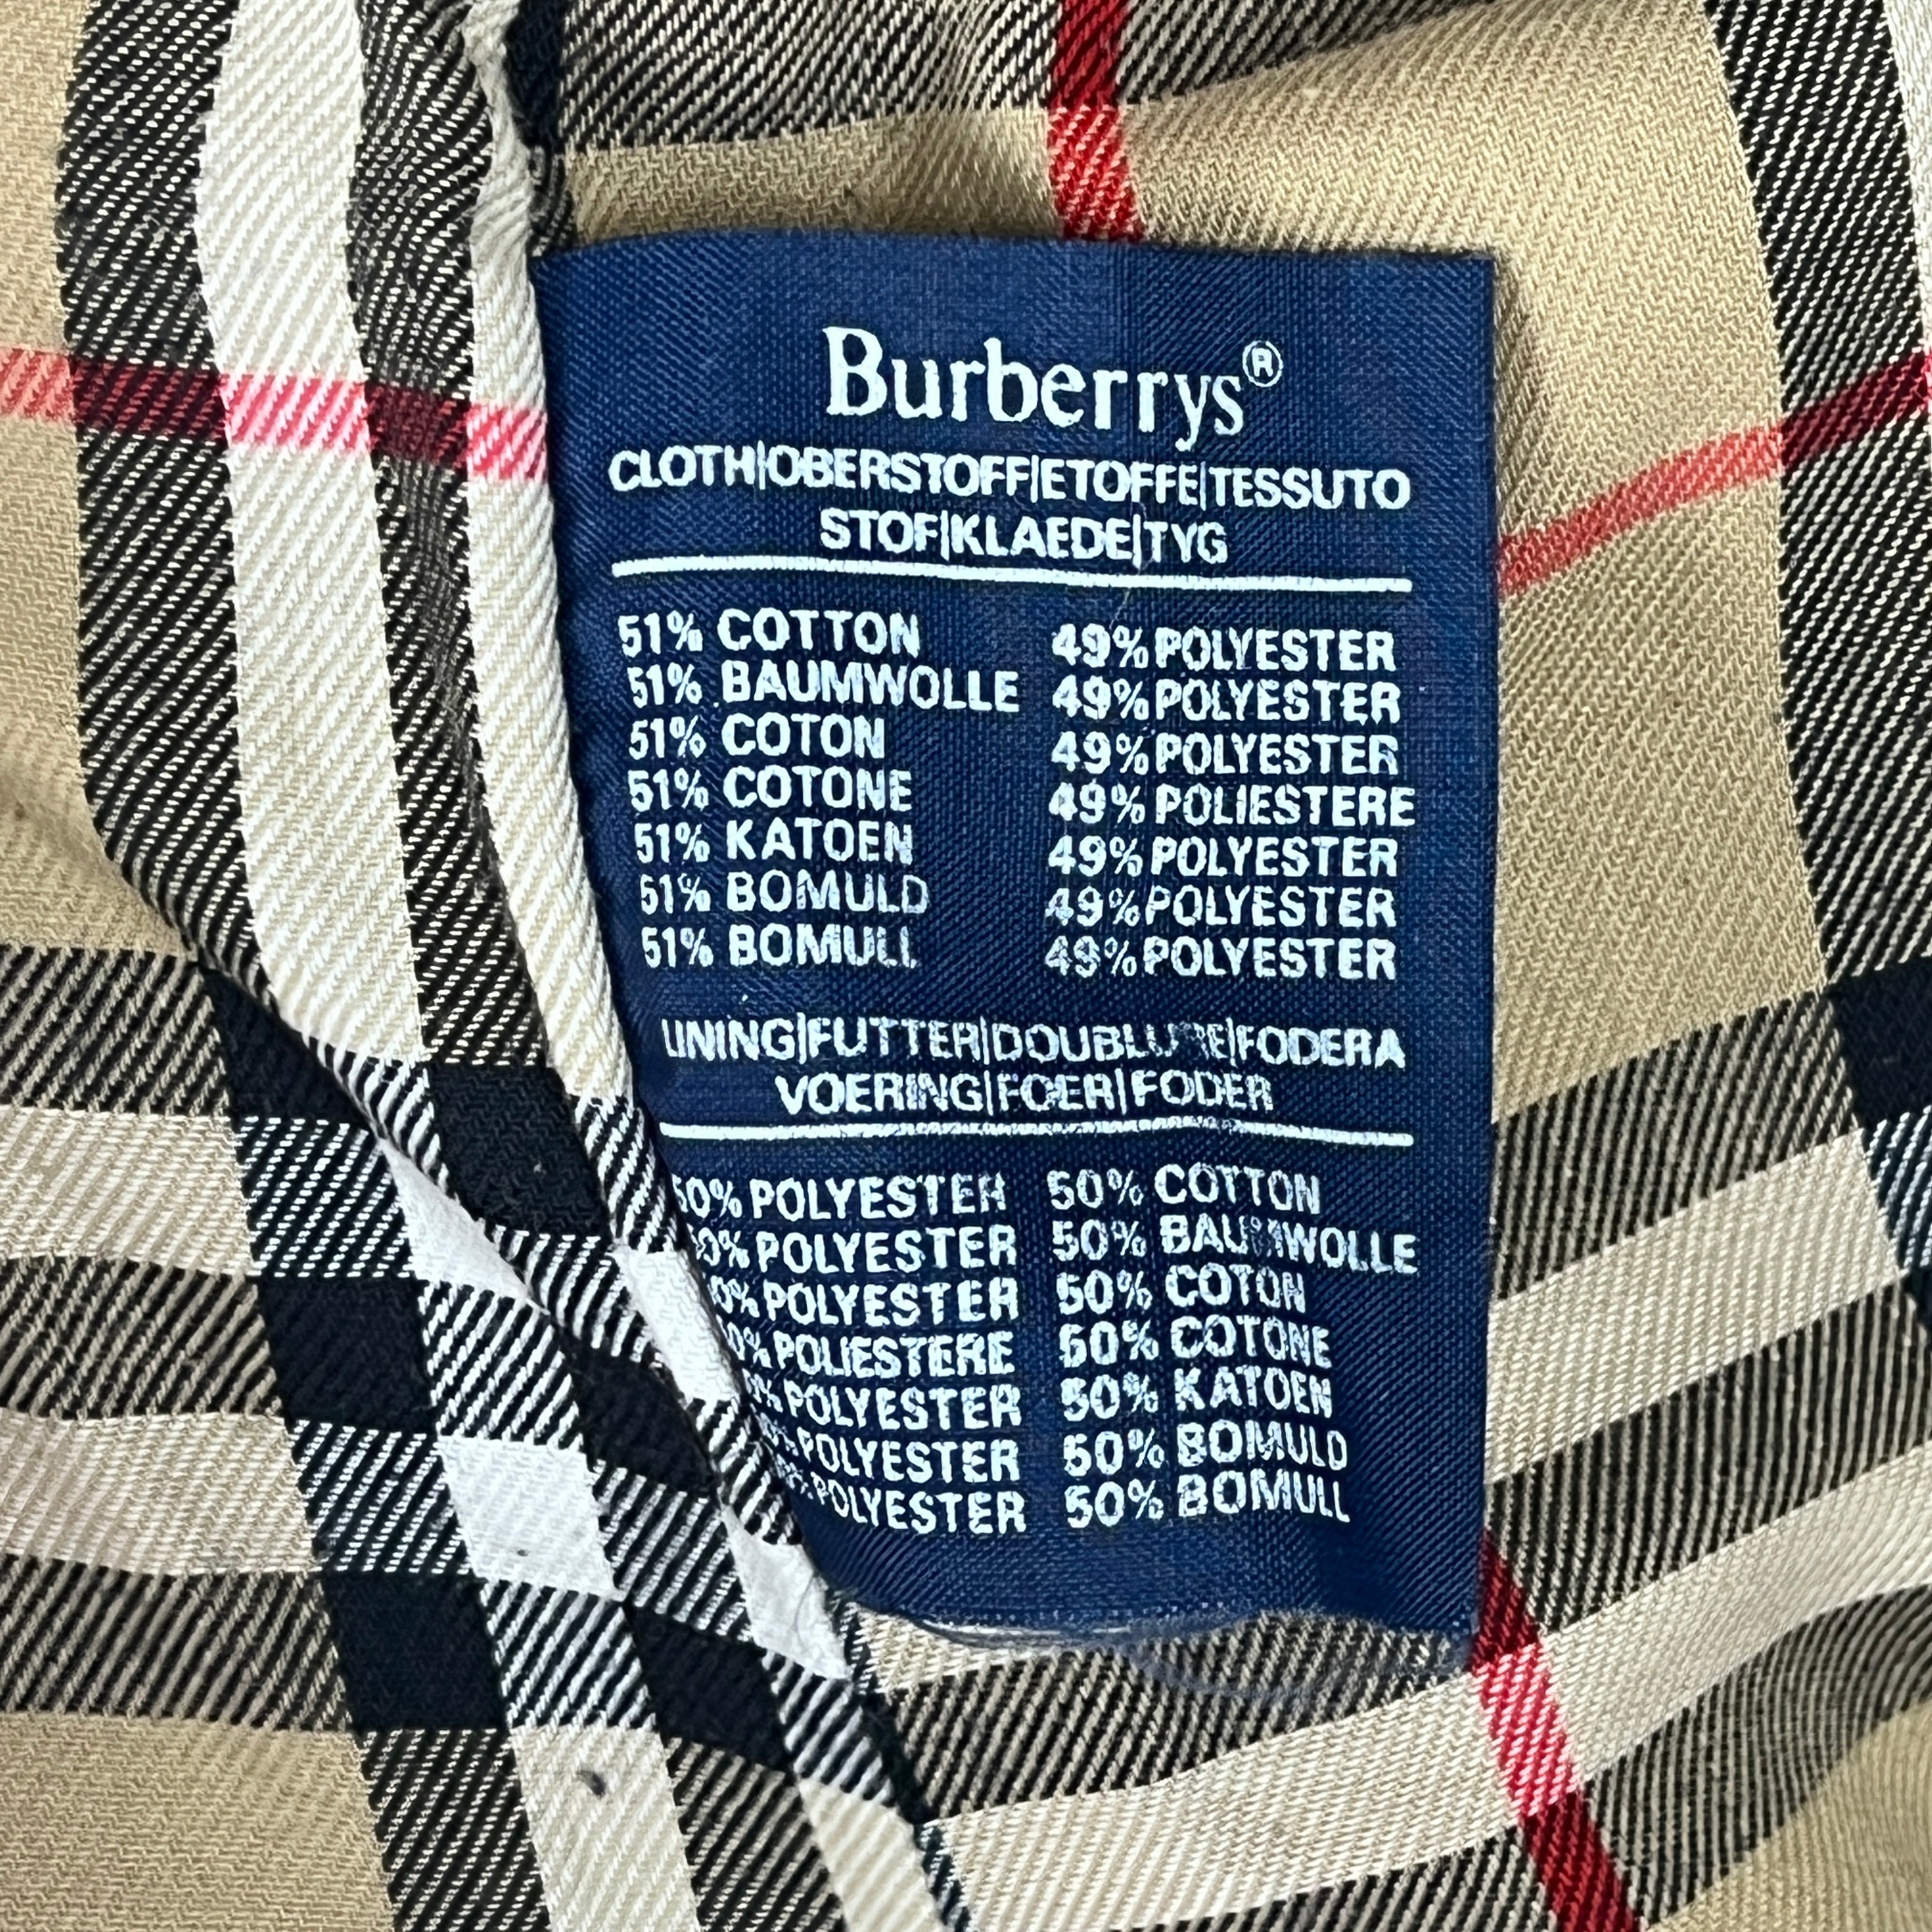 Burberrys®
CLOTH|OBERSTOFF|ETOFFE|TESSUTO
STOF|KLAEDE|TYG
51% COTTON 49% POLYESTER
51% BAUMWOLLE 49% POLYESTER
51% COTON 49% POLYESTER
51% COTONE 49% POLIESTERE
51% KATOEN 49% POLYESTER
51% BOMULD 49% POLYESTER
51% BOMULL 49% POLYESTER
LINING|FUTTER|DOUBLURE|FODERA
VOERING|FOER|FODER
50% POLYESTER 50% COTTON
0% POLYESTER 50% BAUMWOLLE
0% POLYESTER 50% COTON
% POLIESTERE 50% COTONE
% POLYESTER 50% KATOEN
POLYESTER 50% BOMULD
POLYESTER 50% BOMULL